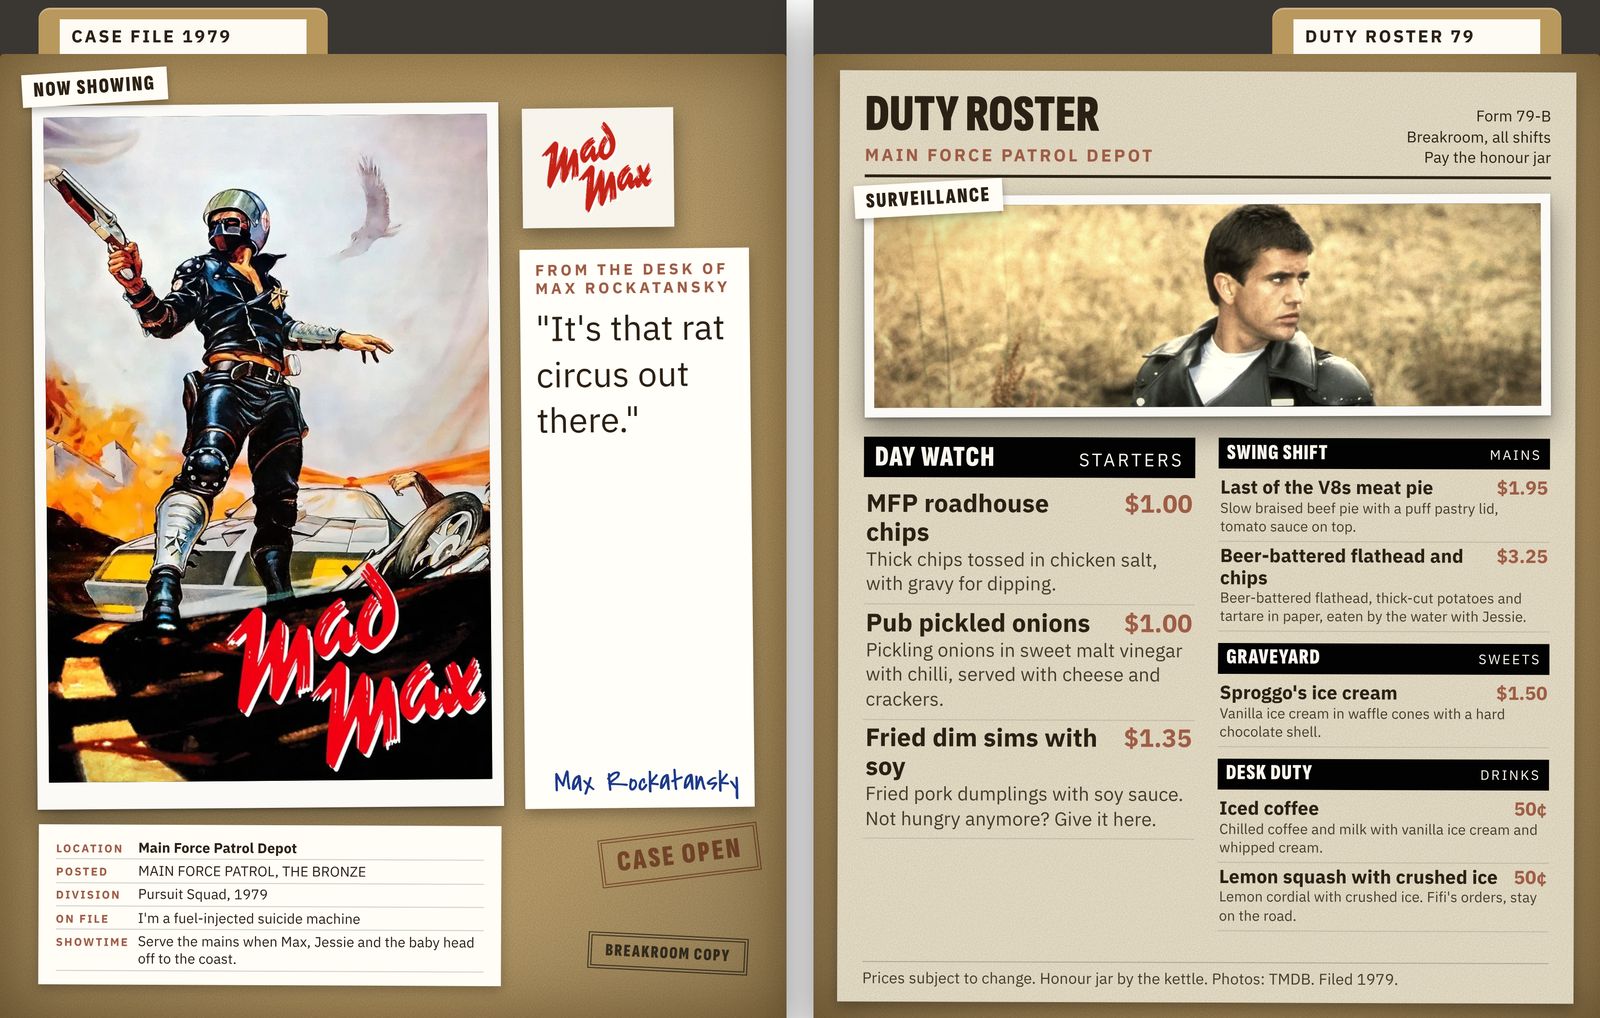 CASE FILE 1979
NOW SHOWING
Mad
Max
Mad
Max
FROM THE DESK OF
MAX ROCKATANSKY
"It's that rat
circus out
there."
Max Rockatansky
LOCATION Main Force Patrol Depot
POSTED MAIN FORCE PATROL, THE BRONZE
DIVISION Pursuit Squad, 1979
ON FILE I'm a fuel-injected suicide machine
SHOWTIME Serve the mains when Max, Jessie and the baby head
off to the coast.
CASE OPEN
BREAKROOM COPY
DUTY ROSTER 79
DUTY ROSTER
MAIN FORCE PATROL DEPOT
Form 79-B
Breakroom, all shifts
Pay the honour jar
SURVEILLANCE
DAY WATCH STARTERS
MFP roadhouse $1.00
chips
Thick chips tossed in chicken salt,
with gravy for dipping.
Pub pickled onions $1.00
Pickling onions in sweet malt vinegar
with chilli, served with cheese and
crackers.
Fried dim sims with $1.35
soy
Fried pork dumplings with soy sauce.
Not hungry anymore? Give it here.
SWING SHIFT MAINS
Last of the V8s meat pie $1.95
Slow braised beef pie with a puff pastry lid,
tomato sauce on top.
Beer-battered flathead and $3.25
chips
Beer-battered flathead, thick-cut potatoes and
tartare in paper, eaten by the water with Jessie.
GRAVEYARD SWEETS
Sproggo's ice cream $1.50
Vanilla ice cream in waffle cones with a hard
chocolate shell.
DESK DUTY DRINKS
Iced coffee 50¢
Chilled coffee and milk with vanilla ice cream and
whipped cream.
Lemon squash with crushed ice 50¢
Lemon cordial with crushed ice. Fifi's orders, stay
on the road.
Prices subject to change. Honour jar by the kettle. Photos: TMDB. Filed 1979.